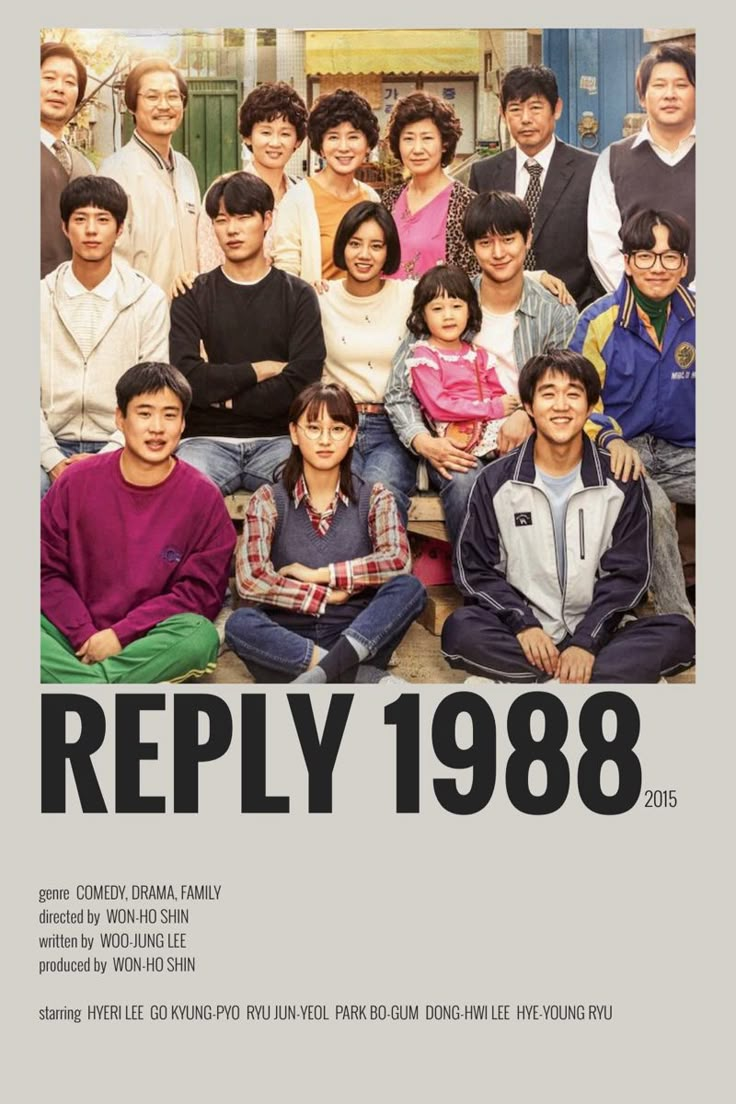 가 중
REPLY 1988 2015
genre COMEDY, DRAMA, FAMILY
directed by WON-HO SHIN
written by WOO-JUNG LEE
produced by WON-HO SHIN
starring HYERI LEE GO KYUNG-PYO RYU JUN-YEOL PARK BO-GUM DONG-HWI LEE HYE-YOUNG RYU